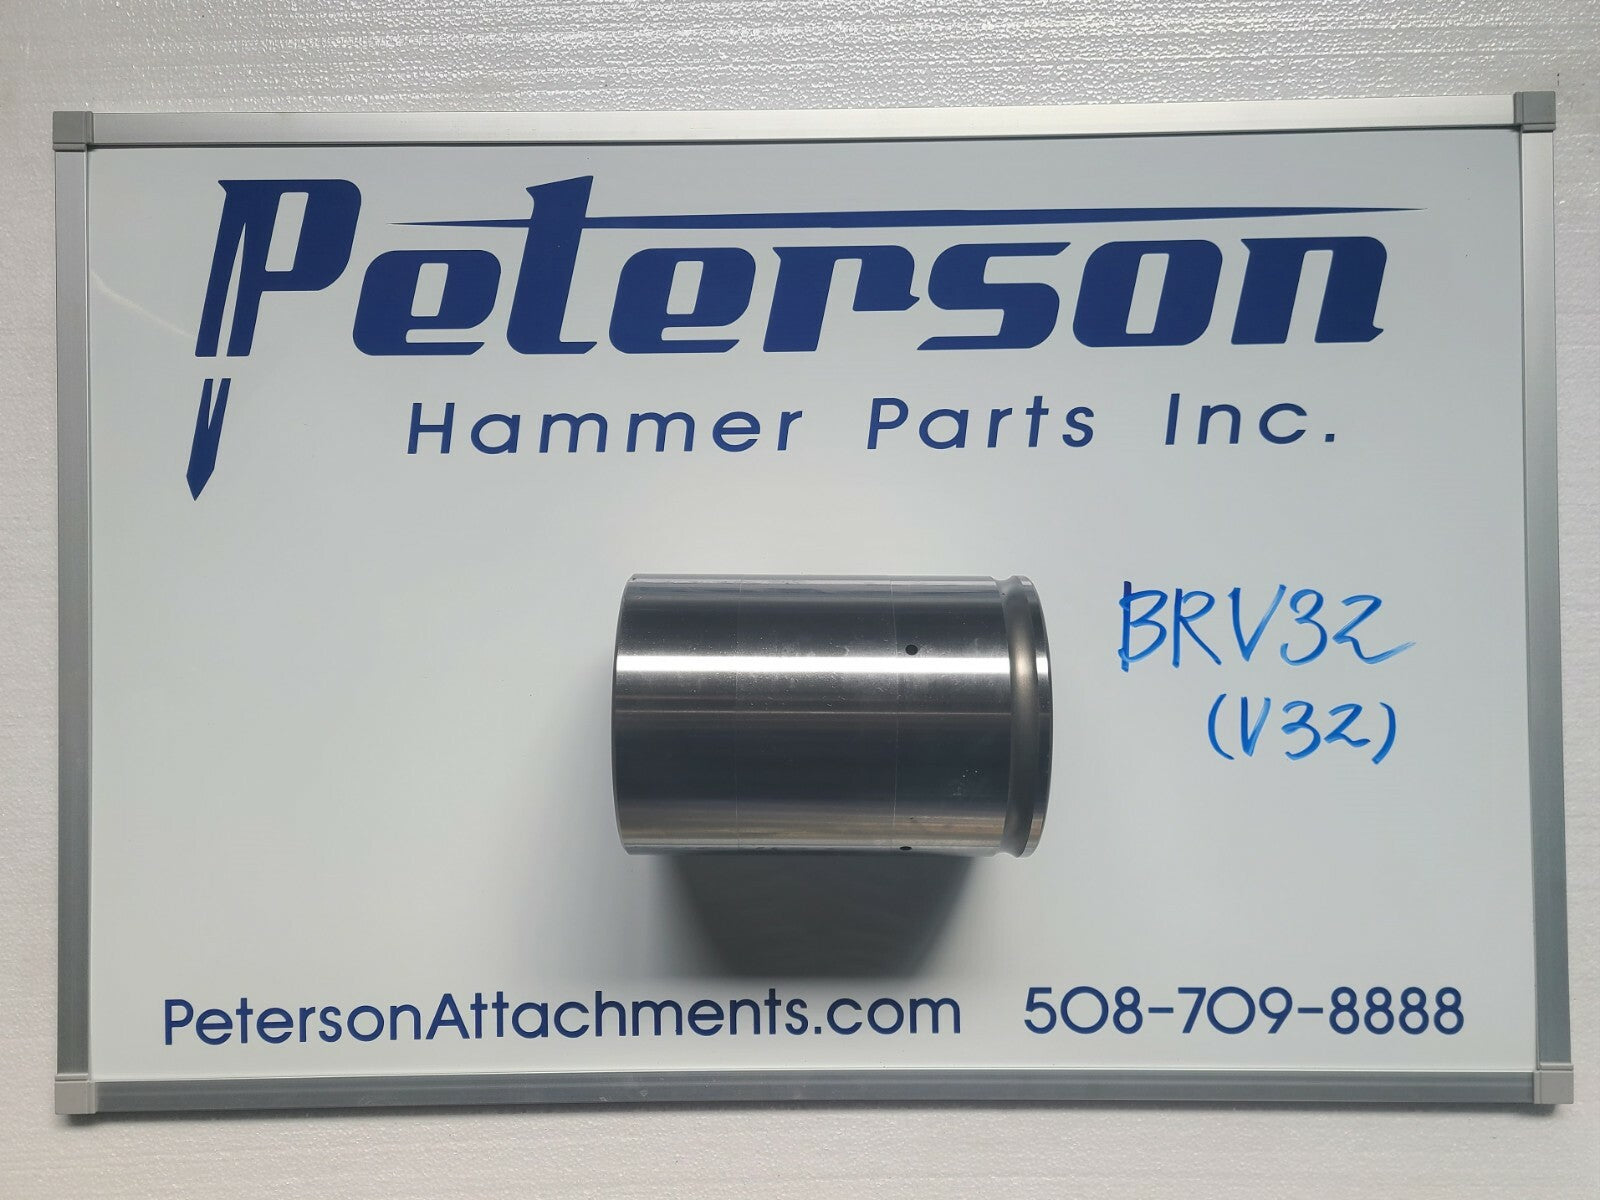 Peterson
Hammer Parts Inc.
BRV32
(V32)
PetersonAttachments.com 508-709-8888